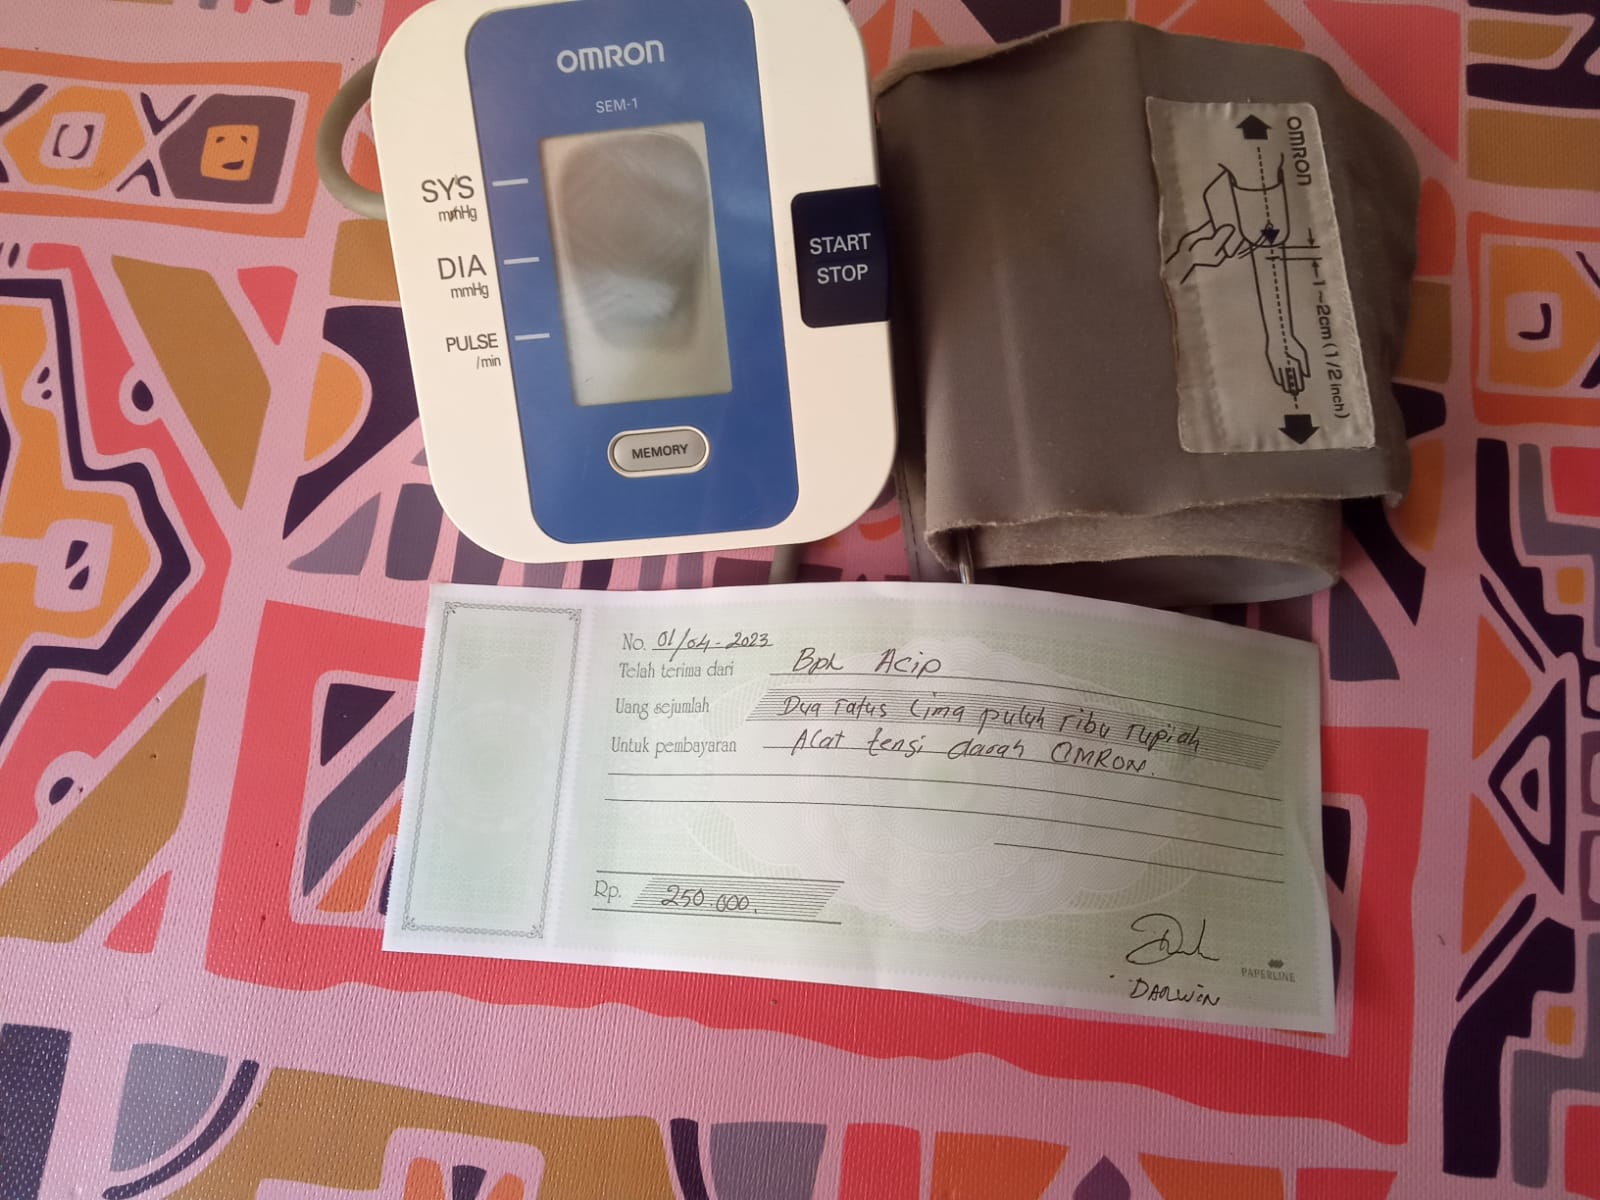 OMRON
SEM-1
SYS
mmHg
DIA
mmHg
PULSE
/min
START
STOP
MEMORY
OMRON
1~2cm (1/2 inch)
No. 01/04-2023
Telah terima dari Bpk Acip
Uang sejumlah Dua ratus lima puluh ribu rupiah
Untuk pembayaran Alat tensi darah OMRON.
Rp. 250.000.
DARWIN
PAPERLINE